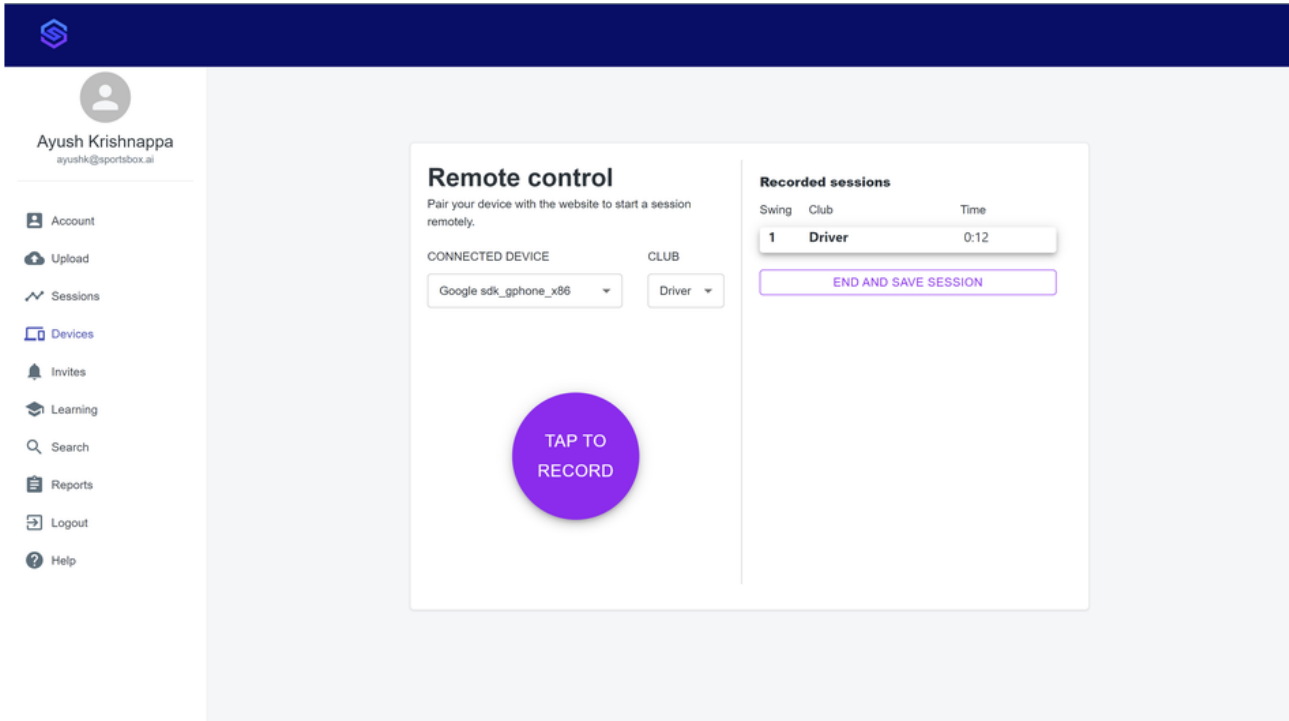 Ayush Krishnappa
ayushk@sportsbox.ai
Account
Upload
Sessions
Devices
Invites
Learning
Search
Reports
Logout
Help
Remote control
Pair your device with the website to start a session
remotely.
CONNECTED DEVICE CLUB
Google sdk_gphone_x86 Driver
TAP TO
RECORD
Recorded sessions
Swing Club Time
1 Driver 0:12
END AND SAVE SESSION